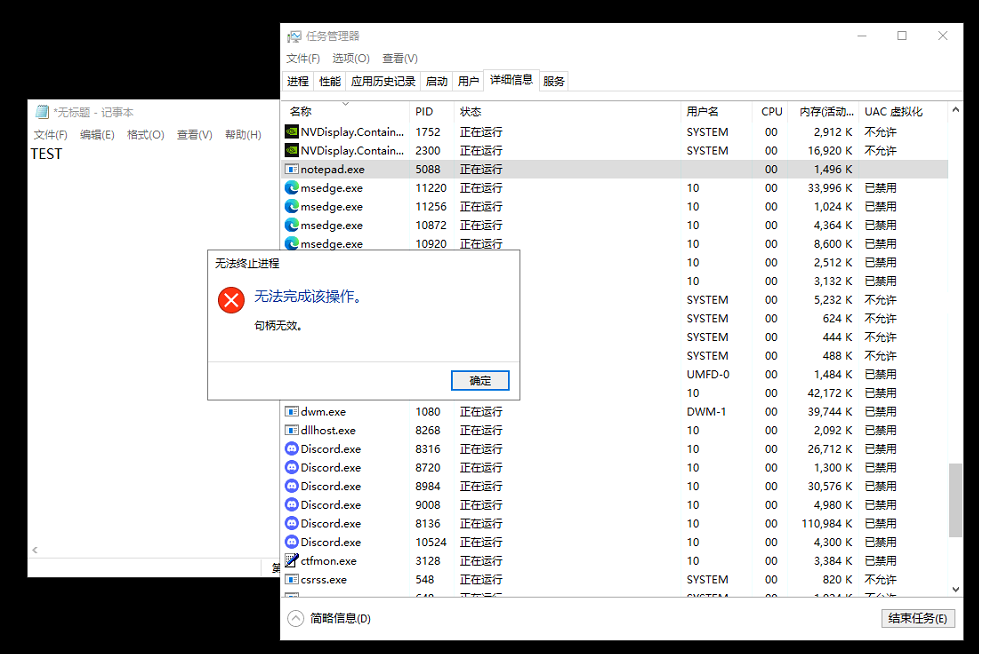 *无标题 - 记事本
文件(F) 编辑(E) 格式(O) 查看(V) 帮助(H)
TEST
任务管理器
文件(F) 选项(O) 查看(V)
进程 性能 应用历史记录 启动 用户 详细信息 服务
名称 PID 状态 用户名 CPU 内存(活动... UAC 虚拟化
NVDisplay.Contain... 1752 正在运行 SYSTEM 00 2,912 K 不允许
NVDisplay.Contain... 2300 正在运行 SYSTEM 00 16,920 K 不允许
notepad.exe 5088 正在运行 00 1,496 K
msedge.exe 11220 正在运行 10 00 33,996 K 已禁用
msedge.exe 11256 正在运行 10 00 1,024 K 已禁用
msedge.exe 10872 正在运行 10 00 4,364 K 已禁用
msedge.exe 10920 正在运行 10 00 8,600 K 已禁用
10 00 2,512 K 已禁用
10 00 3,132 K 已禁用
SYSTEM 00 5,232 K 不允许
SYSTEM 00 624 K 不允许
SYSTEM 00 444 K 不允许
SYSTEM 00 488 K 不允许
UMFD-0 00 1,484 K 已禁用
10 00 42,172 K 已禁用
dwm.exe 1080 正在运行 DWM-1 00 39,744 K 已禁用
dllhost.exe 8268 正在运行 10 00 2,092 K 已禁用
Discord.exe 8316 正在运行 10 00 26,712 K 已禁用
Discord.exe 8720 正在运行 10 00 1,300 K 已禁用
Discord.exe 8984 正在运行 10 00 30,576 K 已禁用
Discord.exe 9008 正在运行 10 00 4,980 K 已禁用
Discord.exe 8136 正在运行 10 00 110,984 K 已禁用
Discord.exe 10524 正在运行 10 00 4,300 K 已禁用
ctfmon.exe 3128 正在运行 10 00 3,384 K 已禁用
csrss.exe 548 正在运行 SYSTEM 00 820 K 不允许
无法终止进程
无法完成该操作。
句柄无效。
确定
第
简略信息(D)
结束任务(E)